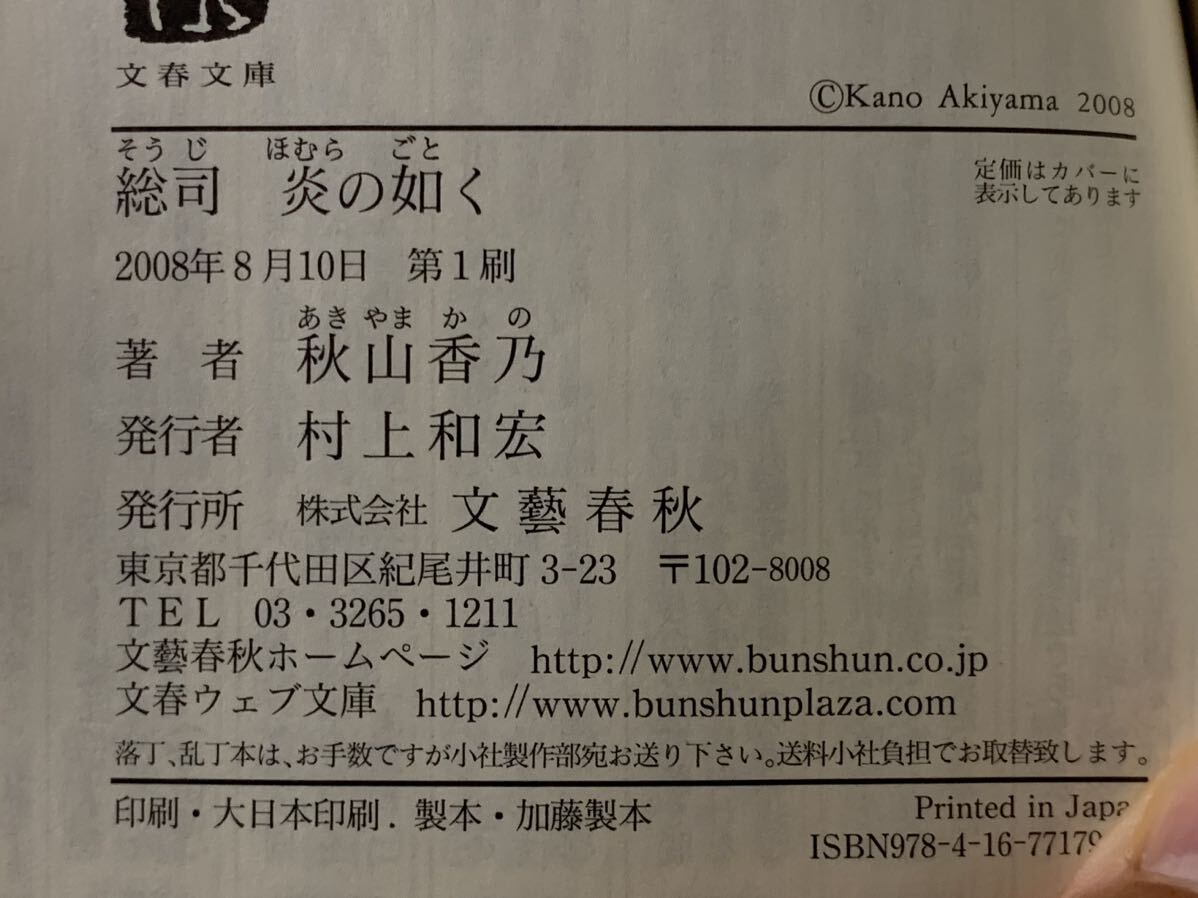 文春文庫
©Kano Akiyama 2008
そうじ ほむら ごと
総司 炎の如く
定価はカバーに
表示してあります
2008年8月10日 第1刷
あき やま か の
著者 秋山香乃
発行者 村上和宏
発行所 株式会社 文藝春秋
東京都千代田区紀尾井町 3-23 〒102-8008
TEL 03・3265・1211
文藝春秋ホームページ http://www.bunshun.co.jp
文春ウェブ文庫 http://www.bunshunplaza.com
落丁、乱丁本は、お手数ですが小社製作部宛お送り下さい。送料小社負担でお取替致します。
印刷・大日本印刷. 製本・加藤製本
Printed in Japa
ISBN978-4-16-77179